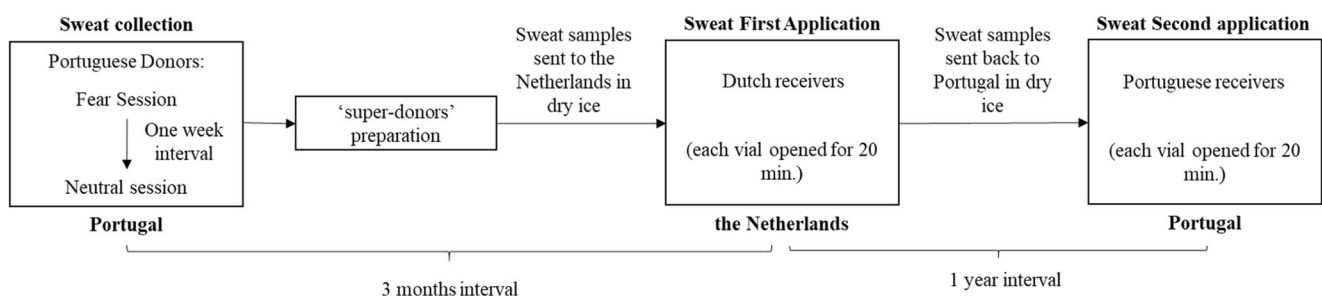 Sweat collection
Portuguese Donors:
Fear Session
One week
interval
Neutral session
Portugal
‘super-donors’
preparation
Sweat samples
sent to the
Netherlands in
dry ice
Sweat First Application
Dutch receivers
(each vial opened for 20
min.)
the Netherlands
Sweat samples
sent back to
Portugal in dry
ice
Sweat Second application
Portuguese receivers
(each vial opened for 20
min.)
Portugal
3 months interval
1 year interval